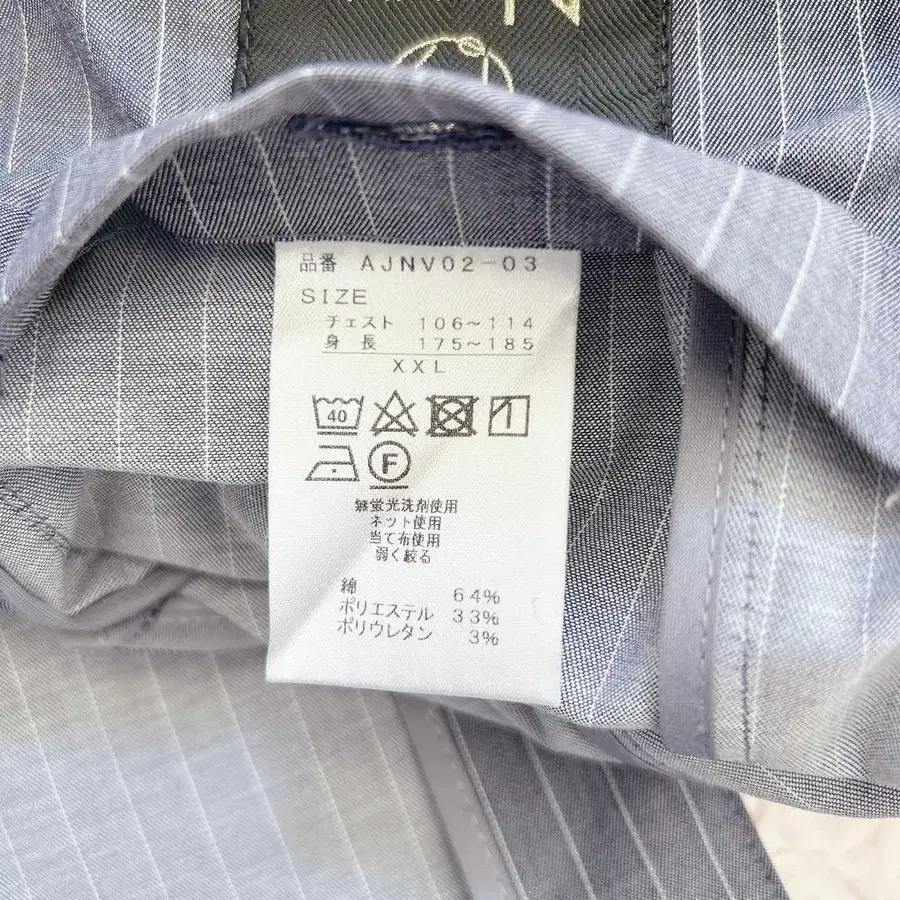 品番 AJNV02-03
SIZE
チェスト 106~114
身長 175~185
XXL
40
F
無蛍光洗剤使用
ネット使用
当て布使用
弱く絞る
綿 64%
ポリエステル 33%
ポリウレタン 3%